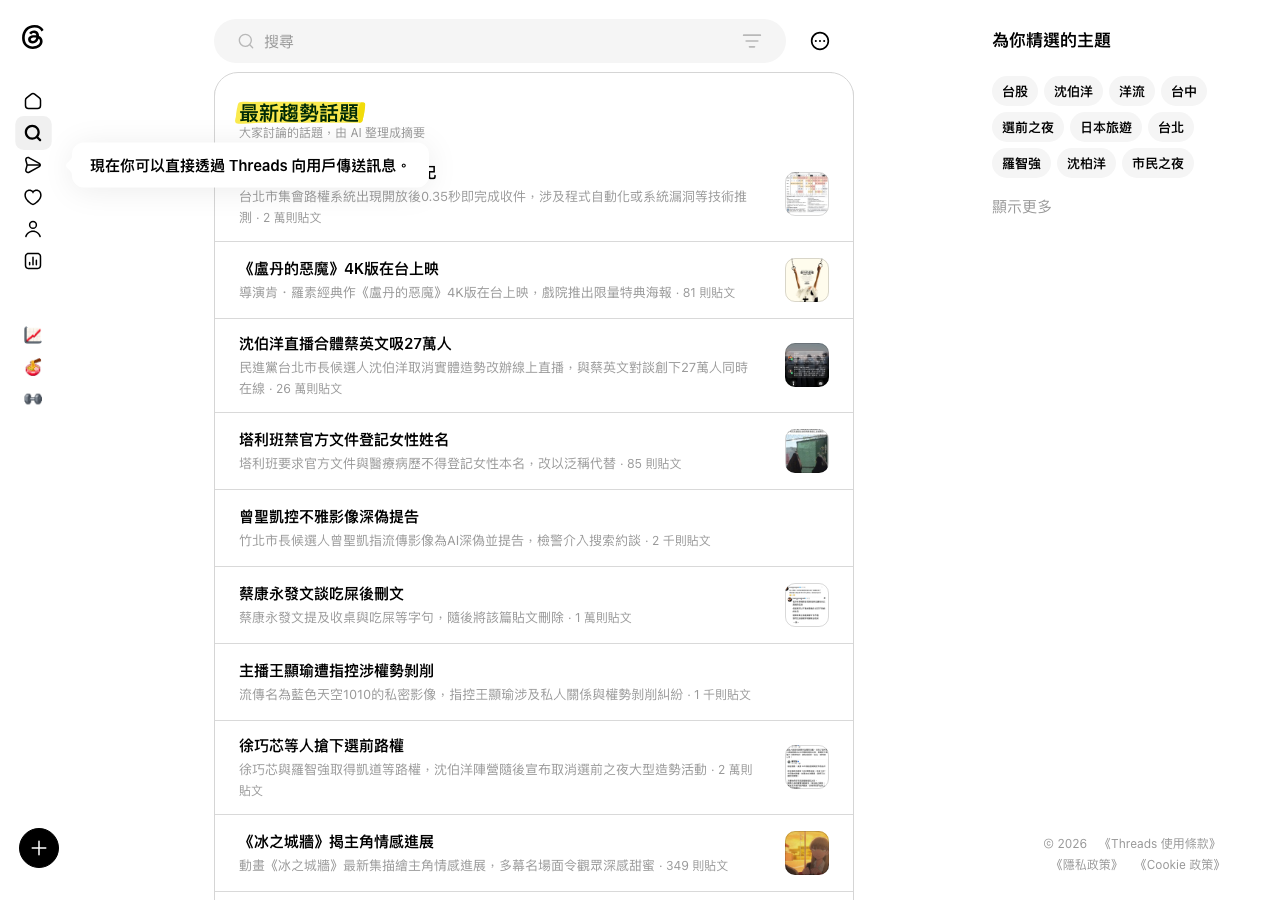 搜尋
最新趨勢話題
大家討論的話題，由 AI 整理成摘要
現在你可以直接透過 Threads 向用戶傳送訊息。
台北市集會路權系統出現開放後0.35秒即完成收件，涉及程式自動化或系統漏洞等技術推
測 · 2 萬則貼文
《盧丹的惡魔》4K版在台上映
導演肯．羅素經典作《盧丹的惡魔》4K版在台上映，戲院推出限量特典海報 · 81 則貼文
沈伯洋直播合體蔡英文吸27萬人
民進黨台北市長候選人沈伯洋取消實體造勢改辦線上直播，與蔡英文對談創下27萬人同時
在線 · 26 萬則貼文
塔利班禁官方文件登記女性姓名
塔利班要求官方文件與醫療病歷不得登記女性本名，改以泛稱代替 · 85 則貼文
曾聖凱控不雅影像深偽提告
竹北市長候選人曾聖凱指流傳影像為AI深偽並提告，檢警介入搜索約談 · 2 千則貼文
蔡康永發文談吃屎後刪文
蔡康永發文提及收桌與吃屎等字句，隨後將該篇貼文刪除 · 1 萬則貼文
主播王顯瑜遭指控涉權勢剝削
流傳名為藍色天空1010的私密影像，指控王顯瑜涉及私人關係與權勢剝削糾紛 · 1 千則貼文
徐巧芯等人搶下選前路權
徐巧芯與羅智強取得凱道等路權，沈伯洋陣營隨後宣布取消選前之夜大型造勢活動 · 2 萬則
貼文
《冰之城牆》揭主角情感進展
動畫《冰之城牆》最新集描繪主角情感進展，多幕名場面令觀眾深感甜蜜 · 349 則貼文
為你精選的主題
台股 沈伯洋 洋流 台中
選前之夜 日本旅遊 台北
羅智強 沈柏洋 市民之夜
顯示更多
© 2026 《Threads 使用條款》
《隱私政策》 《Cookie 政策》